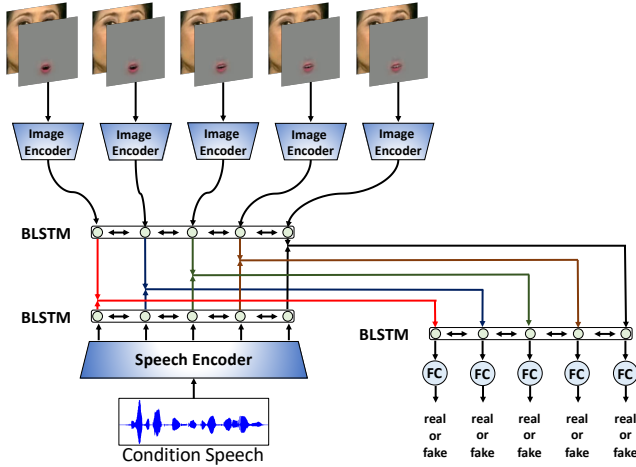 Image
Encoder
Image
Encoder
Image
Encoder
Image
Encoder
Image
Encoder
BLSTM
BLSTM
BLSTM
Speech Encoder
FC
FC
FC
FC
FC
real
or
fake
real
or
fake
real
or
fake
real
or
fake
real
or
fake
Condition Speech